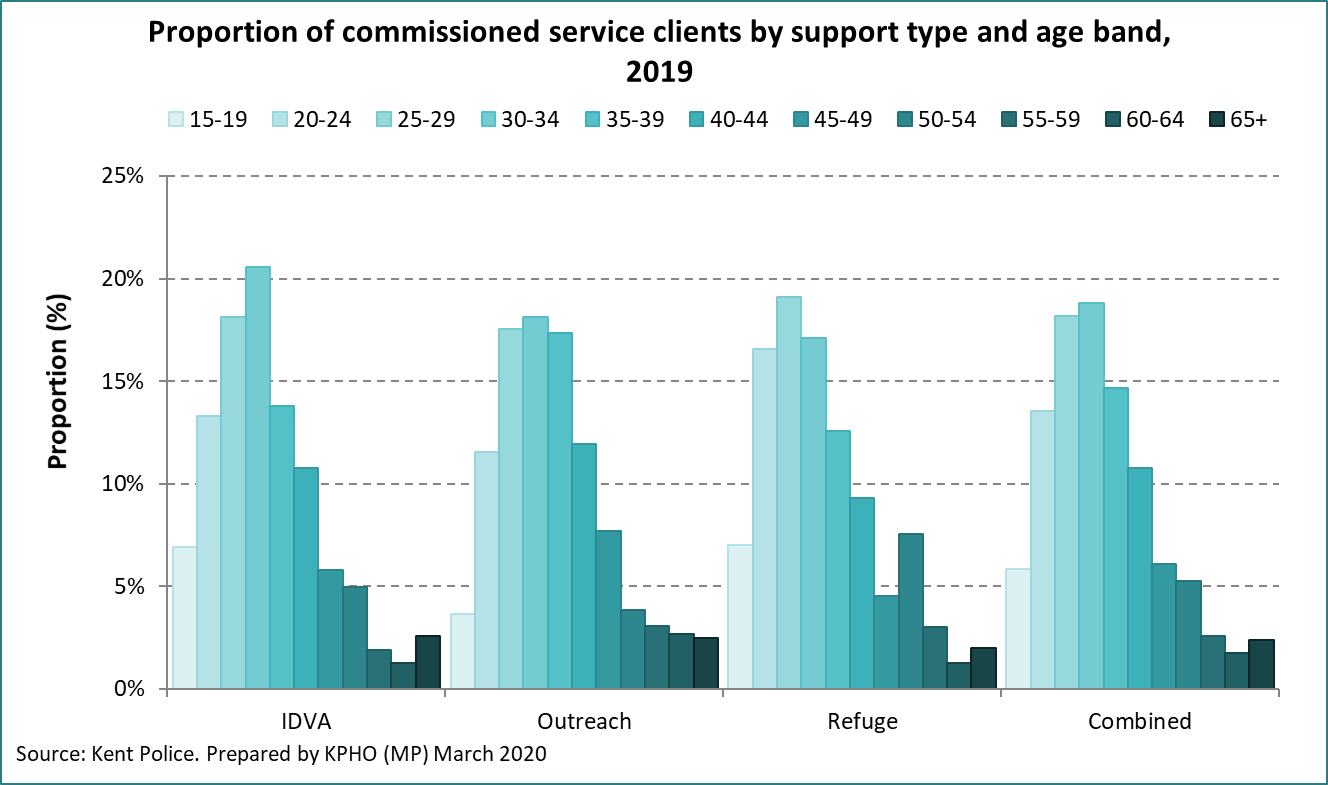 Proportion of commissioned service clients by support type and age band,
2019
15-19 20-24 25-29 30-34 35-39 40-44 45-49 50-54 55-59 60-64 65+
25%
20%
15%
10%
5%
0%
Proportion (%)
IDVA Outreach Refuge Combined
Source: Kent Police. Prepared by KPHO (MP) March 2020